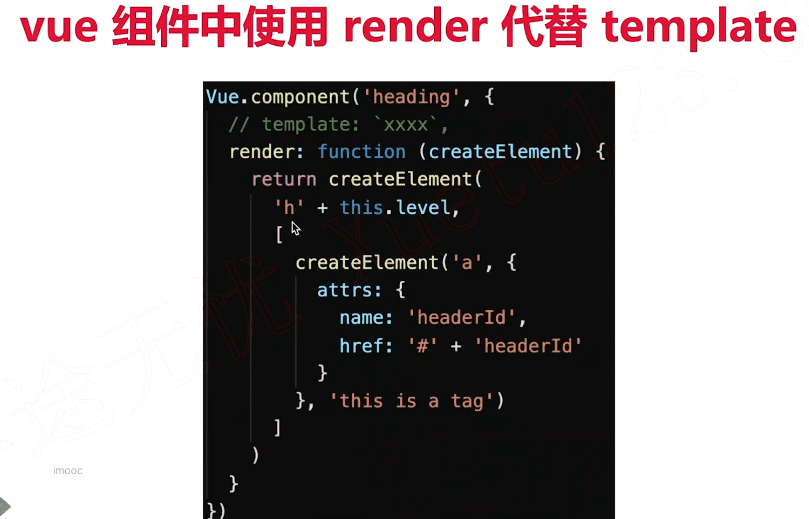 vue 组件中使用 render 代替 template
Vue.component('heading', {
// template: `xxxx`,
render: function (createElement) {
return createElement(
'h' + this.level,
[
createElement('a', {
attrs: {
name: 'headerId',
href: '#' + 'headerId'
}
}, 'this is a tag')
]
)
}
})
imooc